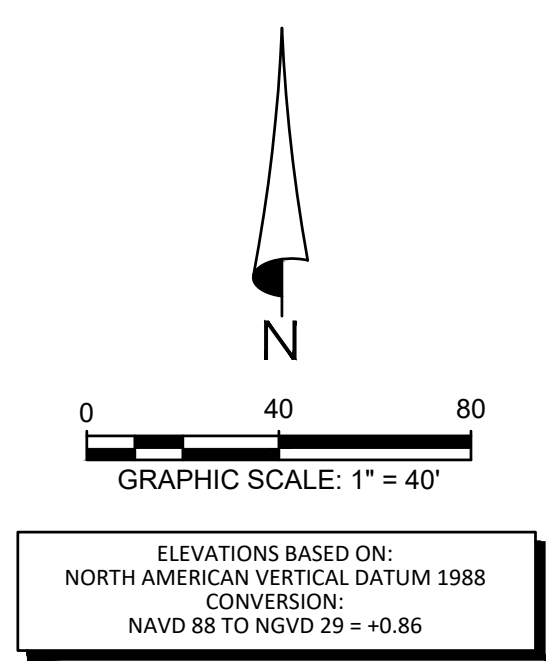 N
0 40 80
GRAPHIC SCALE: 1" = 40'
ELEVATIONS BASED ON:
NORTH AMERICAN VERTICAL DATUM 1988
CONVERSION:
NAVD 88 TO NGVD 29 = +0.86